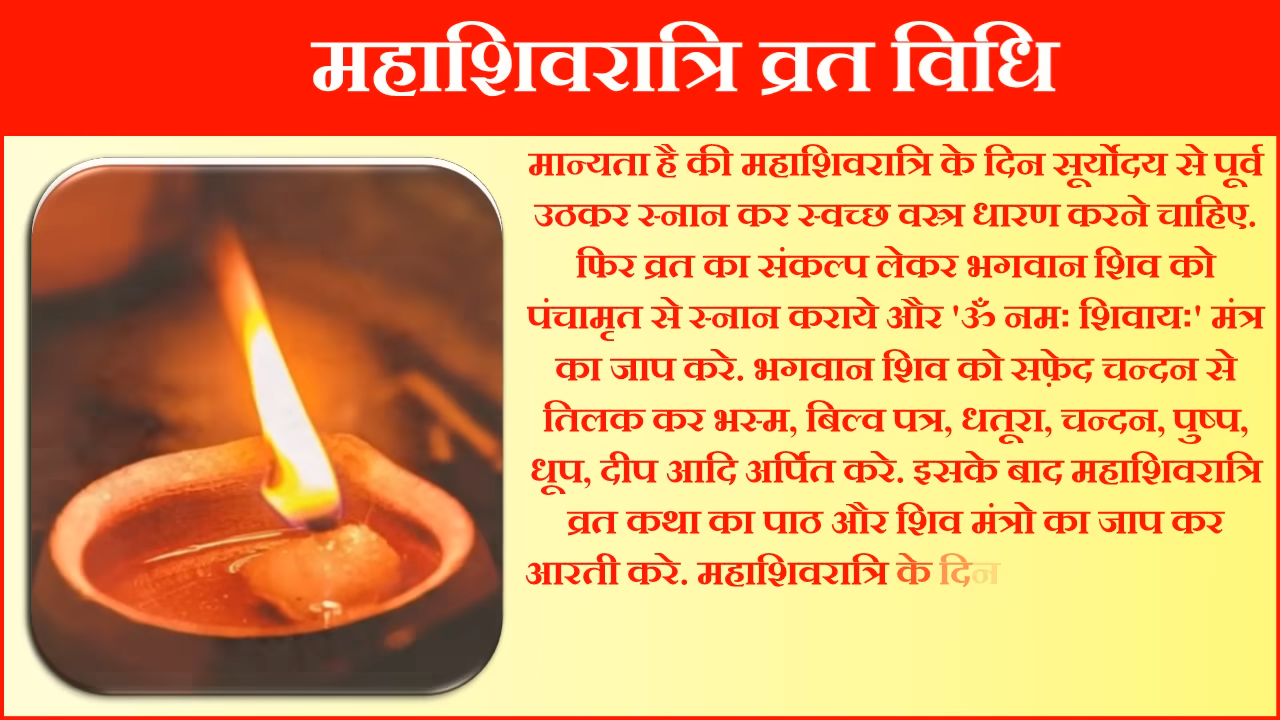 महाशिवरात्रि व्रत विधि
मान्यता है की महाशिवरात्रि के दिन सूर्योदय से पूर्व
उठकर स्नान कर स्वच्छ वस्त्र धारण करने चाहिए.
फिर व्रत का संकल्प लेकर भगवान शिव को
पंचामृत से स्नान कराये और 'ॐ नमः शिवायः' मंत्र
का जाप करे. भगवान शिव को सफ़ेद चन्दन से
तिलक कर भस्म, बिल्व पत्र, धतूरा, चन्दन, पुष्प,
धूप, दीप आदि अर्पित करे. इसके बाद महाशिवरात्रि
व्रत कथा का पाठ और शिव मंत्रो का जाप कर
आरती करे. महाशिवरात्रि के दिन